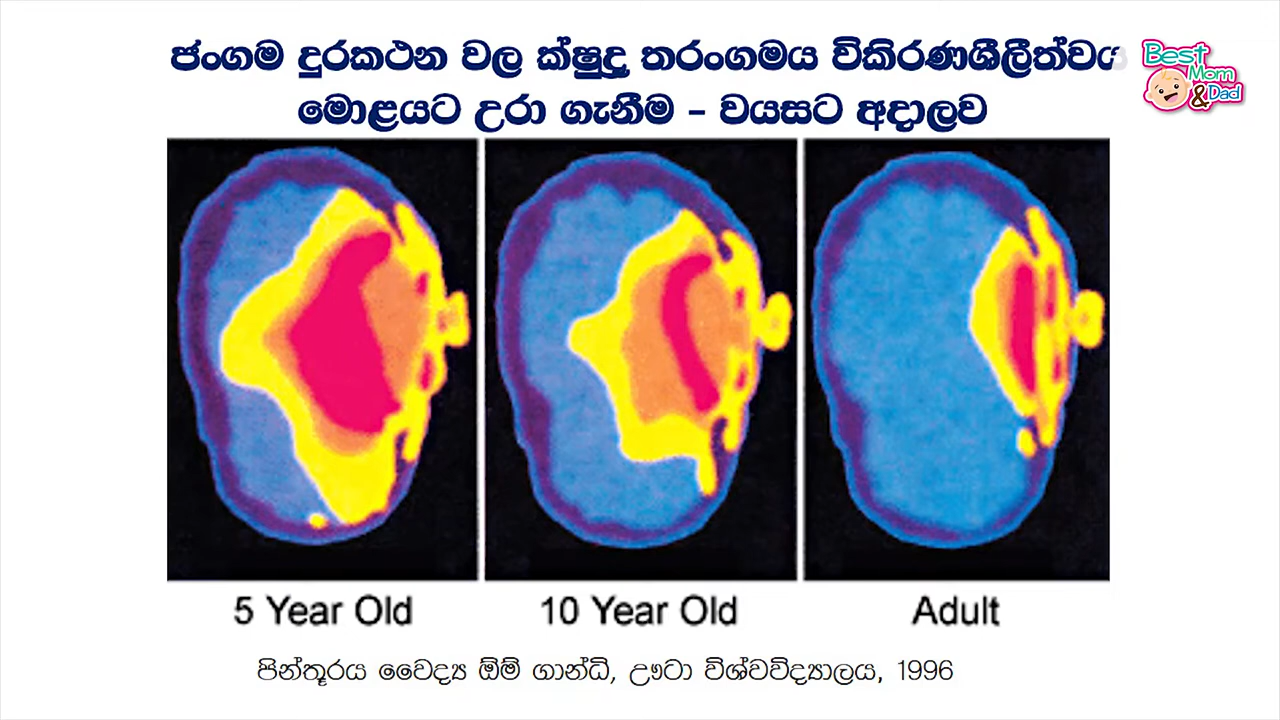 ජංගම දුරකථන වල ක්ෂුද්‍ර තරංගමය විකිරණශීලීත්වය
මොළයට උරා ගැනීම – වයසට අදාලව
Best
Mom
& Dad
5 Year Old
10 Year Old
Adult
පින්තූරය වෛද්‍ය ඕම් ගාන්ධි, ඌටා විශ්වවිද්‍යාලය, 1996